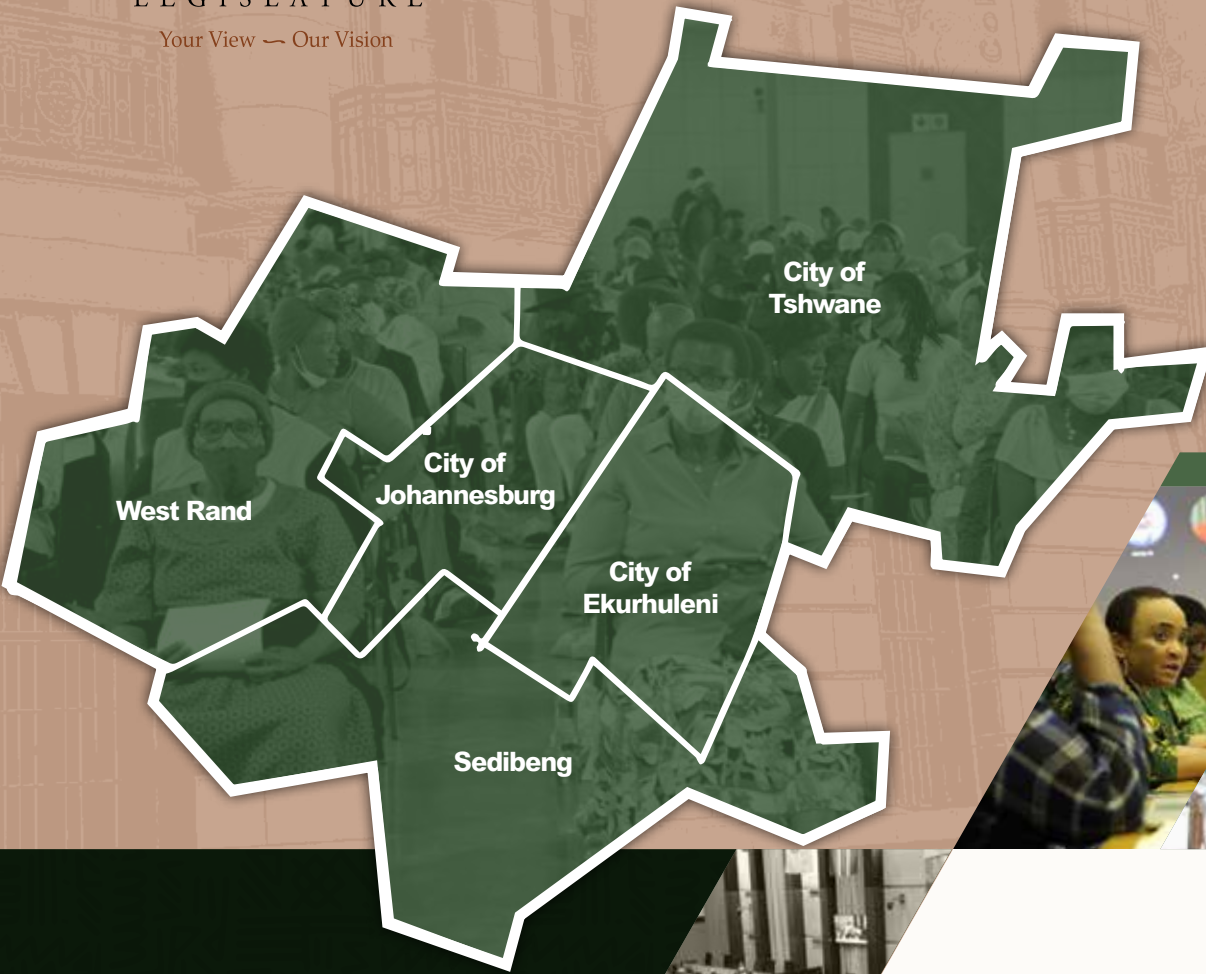 LEGISLATURE
Your View — Our Vision
City of
Tshwane
City of
Johannesburg
West Rand
City of
Ekurhuleni
Sedibeng